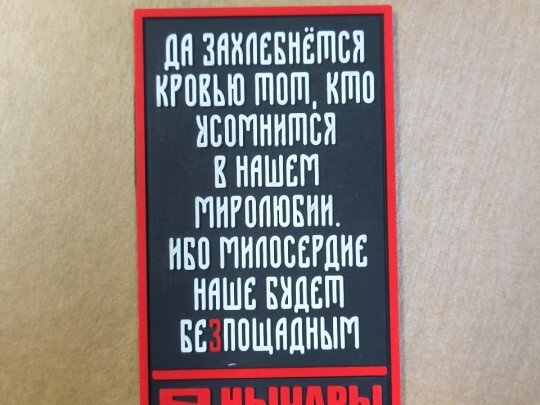 ДА ЗАХЛЕБНЁТСЯ
КРОВЬЮ ТОТ, КТО
УСОМНИТСЯ
В НАШЕМ
МИРОЛЮБИИ.
ИБО МИЛОСЕРДИЕ
НАШЕ БУДЕТ
БЕЗПОЩАДНЫМ